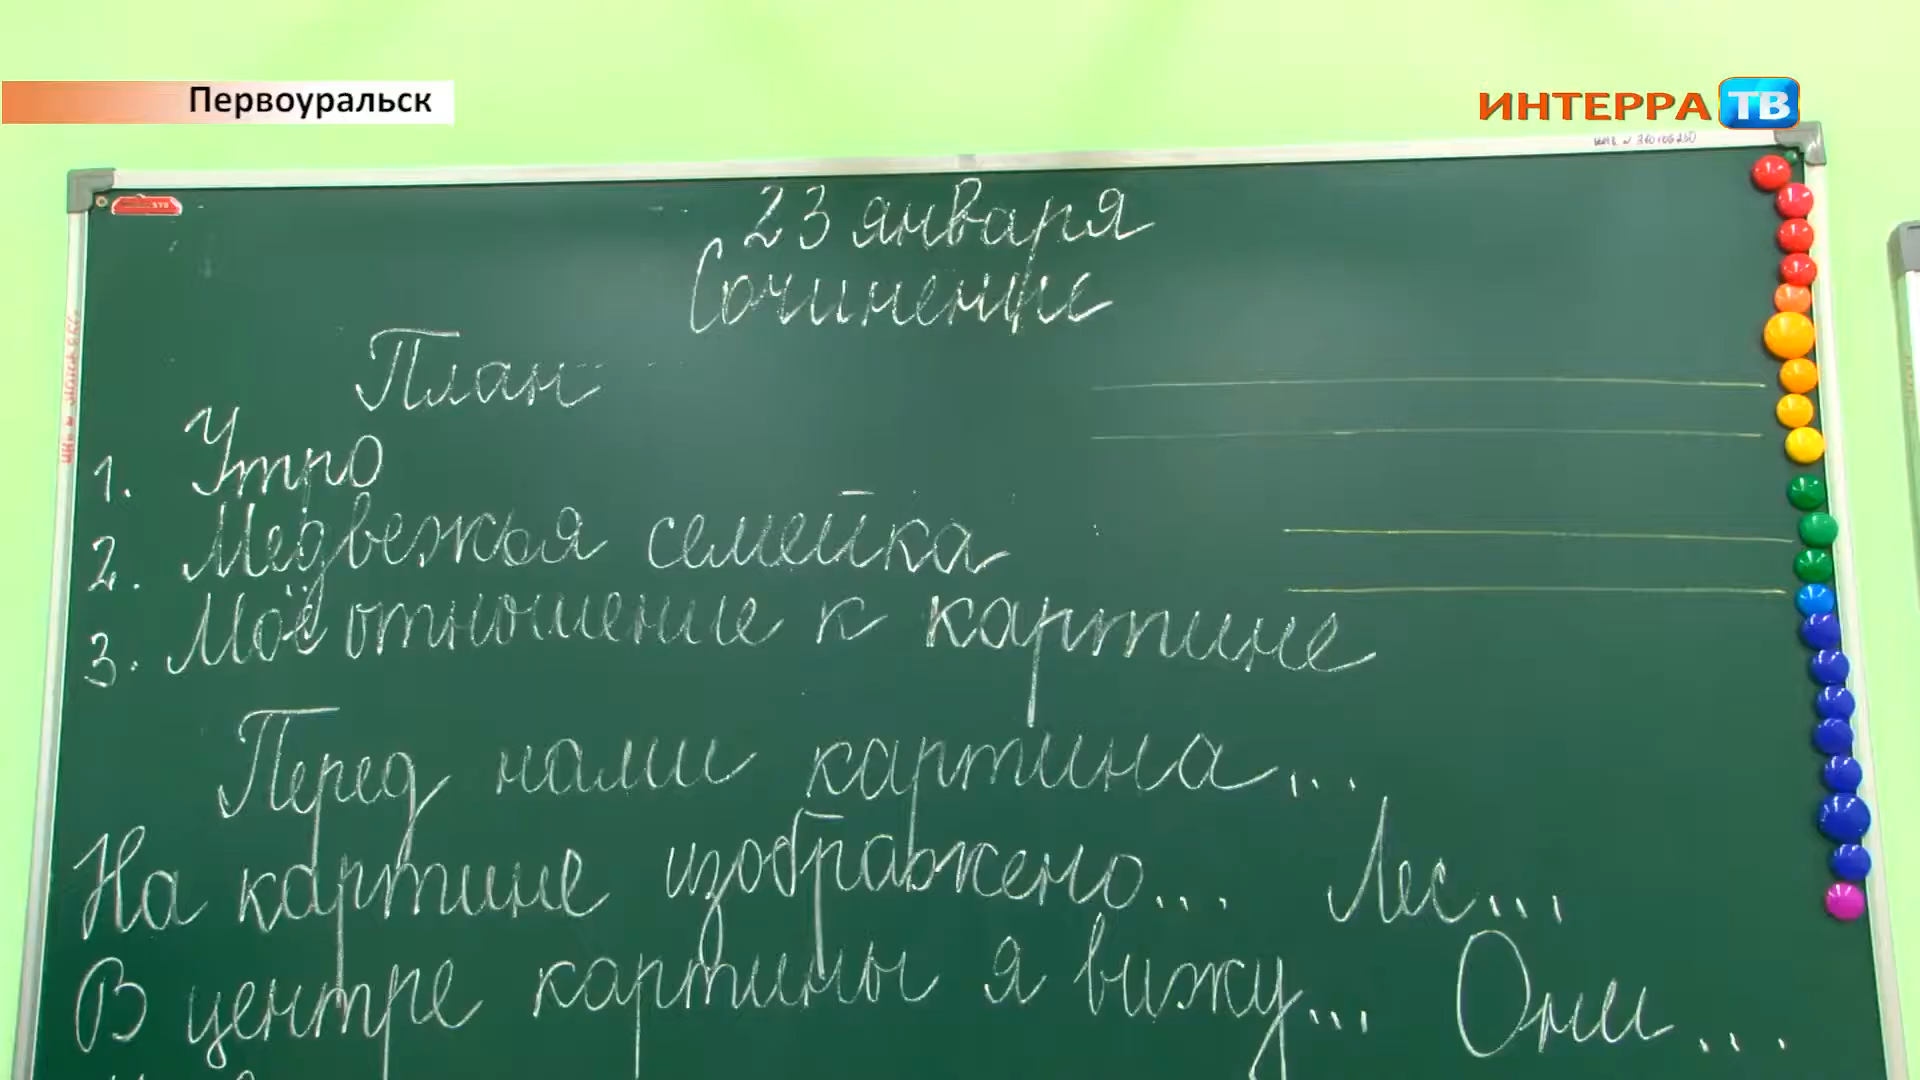 Первоуральск
ИНТЕРРА ТВ
23 января
Сочинение
План
1. Утро
2. Медвежья семейка
3. Моё отношение к картине
Перед нами картина...
На картине изображено... Лес...
В центре картины я вижу... Они...